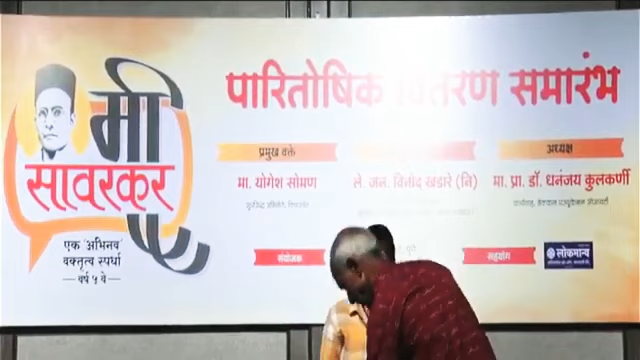 पारितोषिक वितरण समारंभ
मी
सावरकर
एक 'अभिनव'
वक्तृत्व स्पर्धा
वर्ष ५ वे
प्रमुख वक्ते
मा. योगेश सोमण
ले. जन. विनोद खंडारे (नि)
अध्यक्ष
मा. प्रा. डॉ. धनंजय कुलकर्णी
संयोजक
सहयोग
लोकमान्य